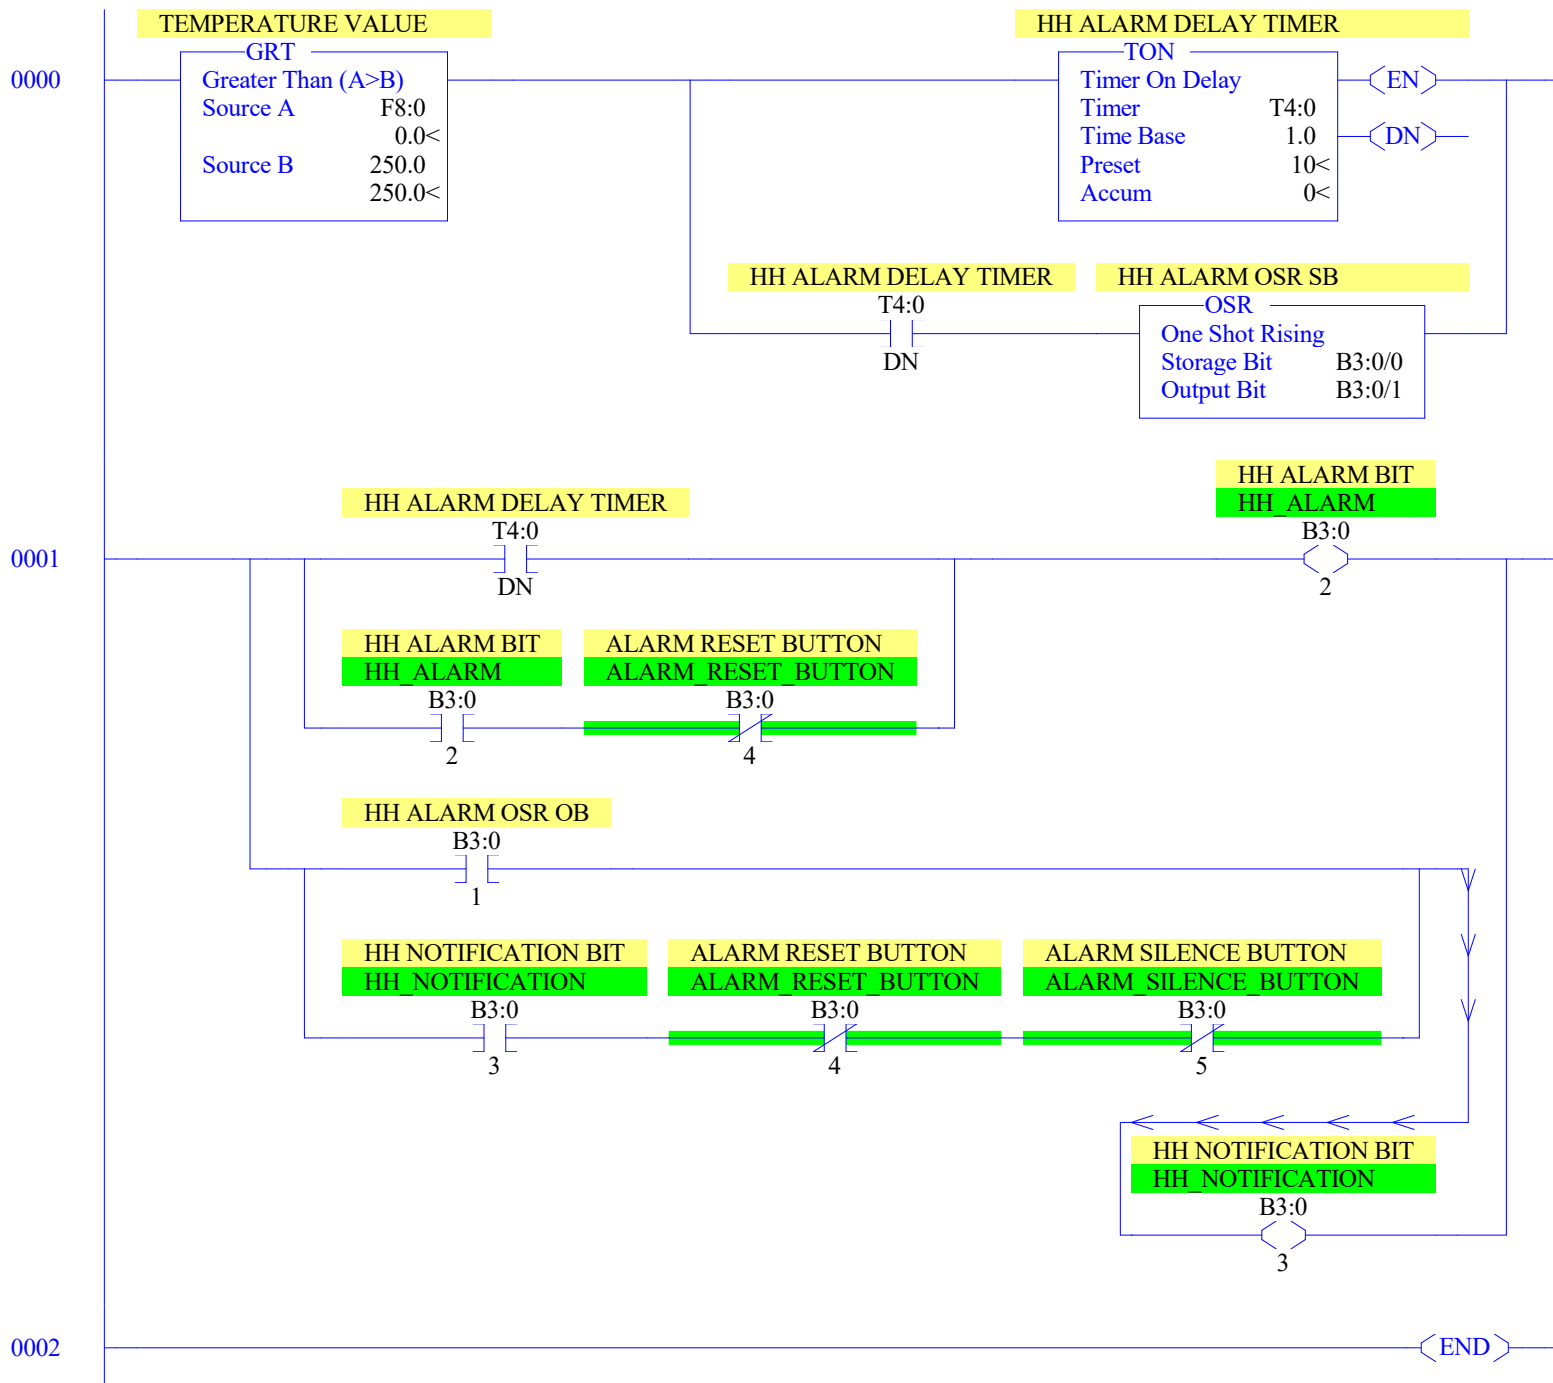 TEMPERATURE VALUE
HH ALARM DELAY TIMER
GRT
TON
0000
Greater Than (A>B)
Timer On Delay
EN
Source A F8:0
Timer T4:0
0.0<
Time Base 1.0
DN
Source B 250.0
Preset 10<
250.0<
Accum 0<
HH ALARM DELAY TIMER
HH ALARM OSR SB
T4:0
OSR
One Shot Rising
DN
Storage Bit B3:0/0
Output Bit B3:0/1
HH ALARM BIT
HH ALARM DELAY TIMER
HH_ALARM
T4:0
B3:0
0001
DN
2
HH ALARM BIT
ALARM RESET BUTTON
HH_ALARM
ALARM_RESET_BUTTON
B3:0
B3:0
2
4
HH ALARM OSR OB
B3:0
1
HH NOTIFICATION BIT
ALARM RESET BUTTON
ALARM SILENCE BUTTON
HH_NOTIFICATION
ALARM_RESET_BUTTON
ALARM_SILENCE_BUTTON
B3:0
B3:0
B3:0
3
4
5
HH NOTIFICATION BIT
HH_NOTIFICATION
B3:0
3
0002
END